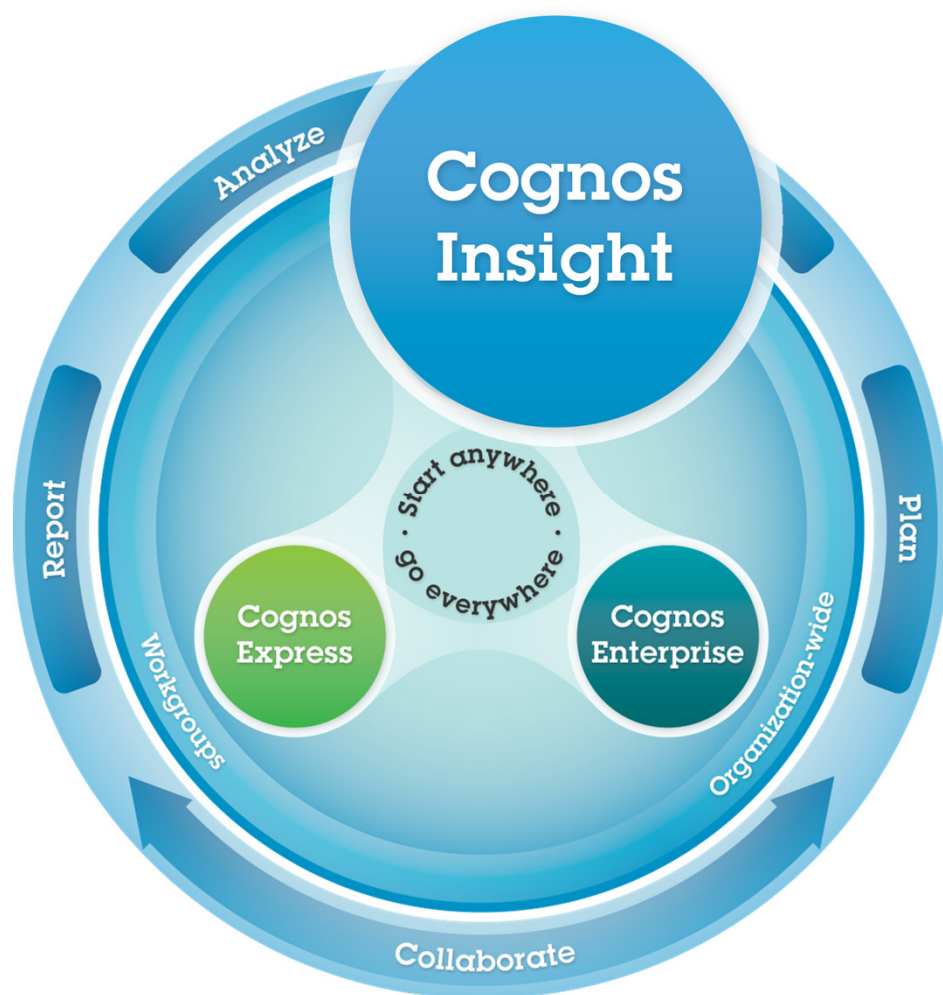 Analyze
Cognos
Insight
Report
Plan
Start anywhere
· go everywhere ·
Cognos
Express
Cognos
Enterprise
Workgroups
Organization-wide
Collaborate